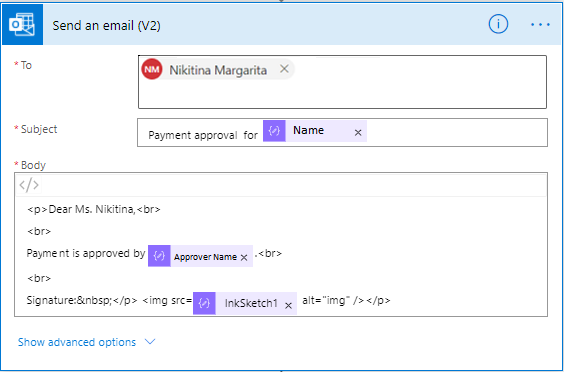 Send an email (V2)
* To
NM Nikitina Margarita
* Subject
Payment approval for Name
* Body
</>
<p>Dear Ms. Nikitina,<br>
<br>
Payment is approved by Approver Name .<br>
<br>
Signature:&nbsp;</p> <img src= InkSketch1 alt="img" /></p>
Show advanced options